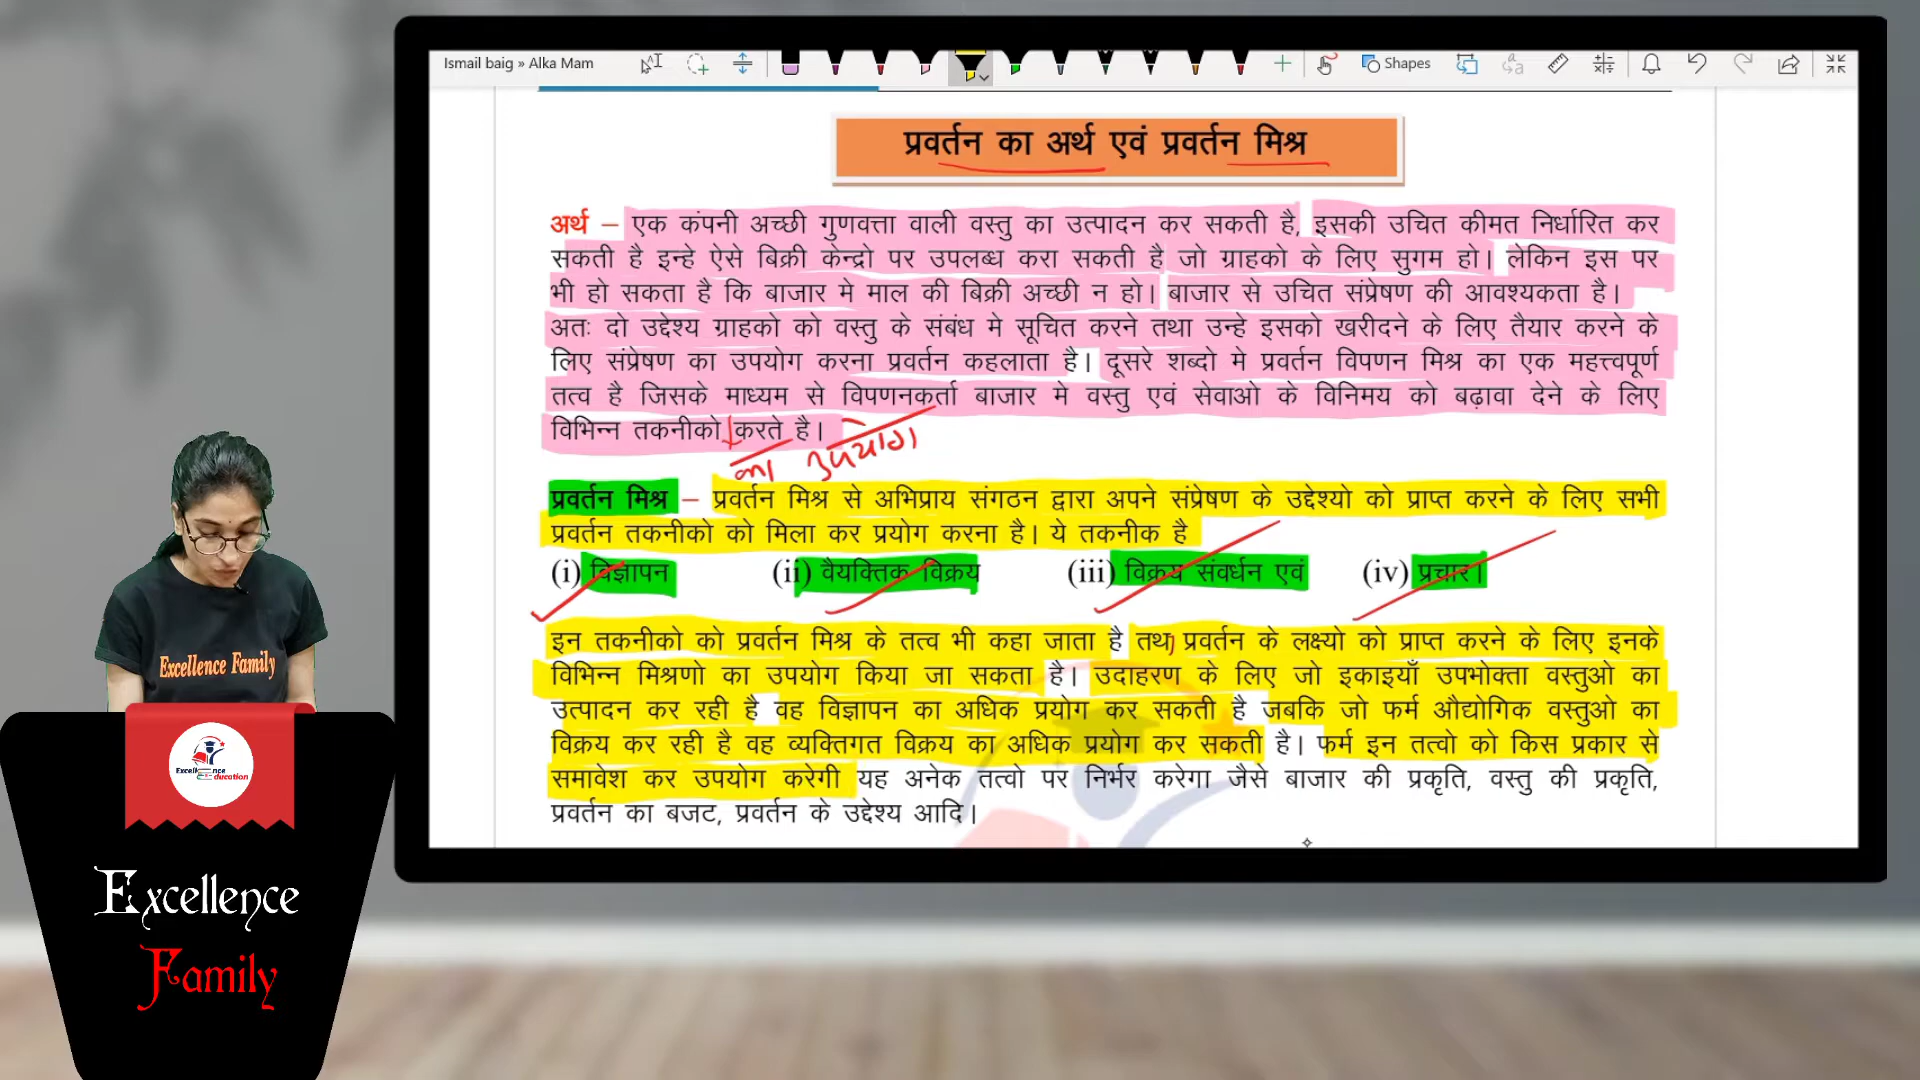 Ismail baig » Alka Mam
Shapes
प्रवर्तन का अर्थ एवं प्रवर्तन मिश्र
अर्थ – एक कंपनी अच्छी गुणवत्ता वाली वस्तु का उत्पादन कर सकती है, इसकी उचित कीमत निर्धारित कर
सकती है इन्हे ऐसे बिक्री केन्द्रो पर उपलब्ध करा सकती है जो ग्राहको के लिए सुगम हो। लेकिन इस पर
भी हो सकता है कि बाजार मे माल की बिक्री अच्छी न हो। बाजार से उचित संप्रेषण की आवश्यकता है।
अतः दो उद्देश्य ग्राहको को वस्तु के संबंध मे सूचित करने तथा उन्हे इसको खरीदने के लिए तैयार करने के
लिए संप्रेषण का उपयोग करना प्रवर्तन कहलाता है। दूसरे शब्दो मे प्रवर्तन विपणन मिश्र का एक महत्त्वपूर्ण
तत्व है जिसके माध्यम से विपणनकर्ता बाजार मे वस्तु एवं सेवाओ के विनिमय को बढ़ावा देने के लिए
विभिन्न तकनीको करते है।
का उपयोग
प्रवर्तन मिश्र – प्रवर्तन मिश्र से अभिप्राय संगठन द्वारा अपने संप्रेषण के उद्देश्यो को प्राप्त करने के लिए सभी
प्रवर्तन तकनीको को मिला कर प्रयोग करना है। ये तकनीक है
(i) विज्ञापन (ii) वैयक्तिक विक्रय (iii) विक्रय संवर्धन एवं (iv) प्रचार।
इन तकनीको को प्रवर्तन मिश्र के तत्व भी कहा जाता है तथा प्रवर्तन के लक्ष्यो को प्राप्त करने के लिए इनके
विभिन्न मिश्रणो का उपयोग किया जा सकता है। उदाहरण के लिए जो इकाइयाँ उपभोक्ता वस्तुओ का
उत्पादन कर रही है वह विज्ञापन का अधिक प्रयोग कर सकती है जबकि जो फर्म औद्योगिक वस्तुओ का
विक्रय कर रही है वह व्यक्तिगत विक्रय का अधिक प्रयोग कर सकती है। फर्म इन तत्वो को किस प्रकार से
समावेश कर उपयोग करेगी यह अनेक तत्वो पर निर्भर करेगा जैसे बाजार की प्रकृति, वस्तु की प्रकृति,
प्रवर्तन का बजट, प्रवर्तन के उद्देश्य आदि।
Excellence Family
Excellence
Education
Excellence
Family